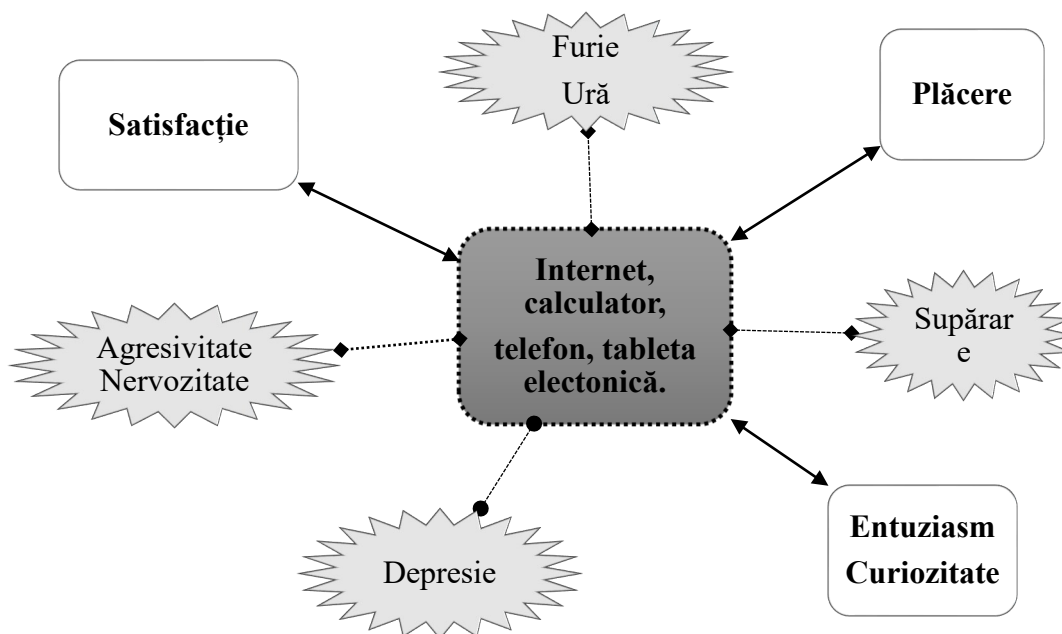 Furie
Ură
Plăcere
Satisfacție
Internet,
calculator,
telefon, tableta
electonică.
Supărar
e
Agresivitate
Nervozitate
Entuziasm
Curiozitate
Depresie